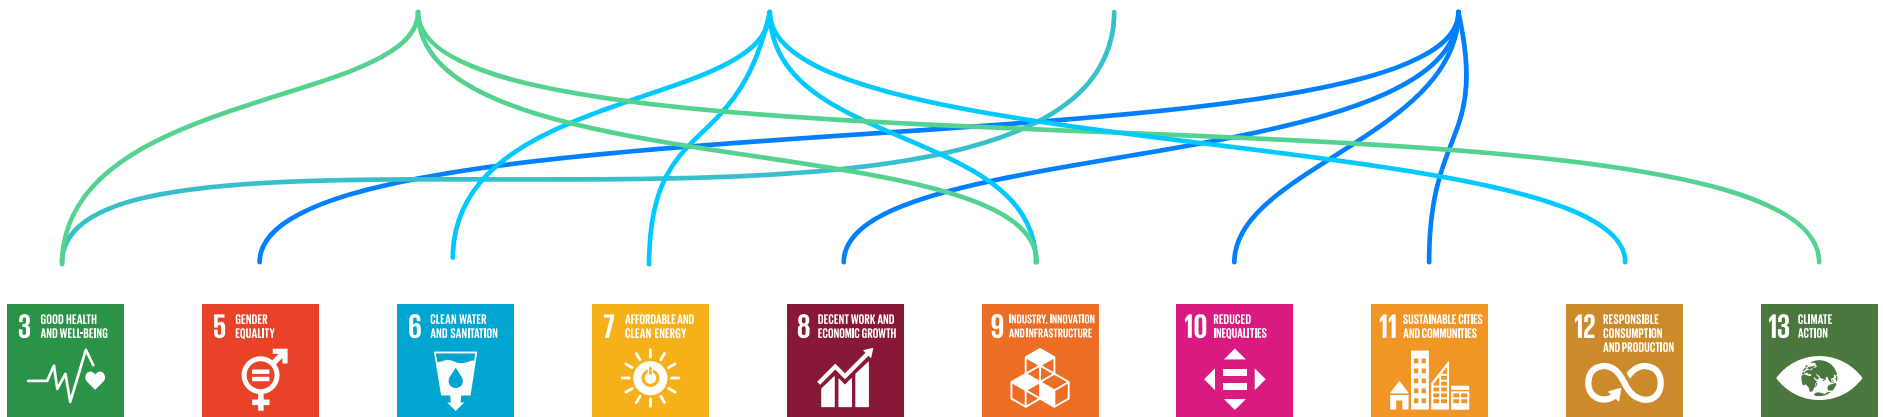 3 GOOD HEALTH
AND WELL-BEING
5 GENDER
EQUALITY
6 CLEAN WATER
AND SANITATION
7 AFFORDABLE AND
CLEAN ENERGY
8 DECENT WORK AND
ECONOMIC GROWTH
9 INDUSTRY, INNOVATION
AND INFRASTRUCTURE
10 REDUCED
INEQUALITIES
11 SUSTAINABLE CITIES
AND COMMUNITIES
12 RESPONSIBLE
CONSUMPTION
AND PRODUCTION
13 CLIMATE
ACTION